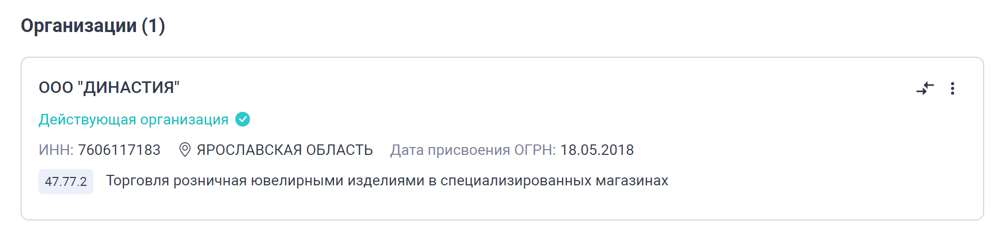 Организации (1)
ООО "ДИНАСТИЯ"
Действующая организация
ИНН: 7606117183 ЯРОСЛАВСКАЯ ОБЛАСТЬ Дата присвоения ОГРН: 18.05.2018
47.77.2 Торговля розничная ювелирными изделиями в специализированных магазинах